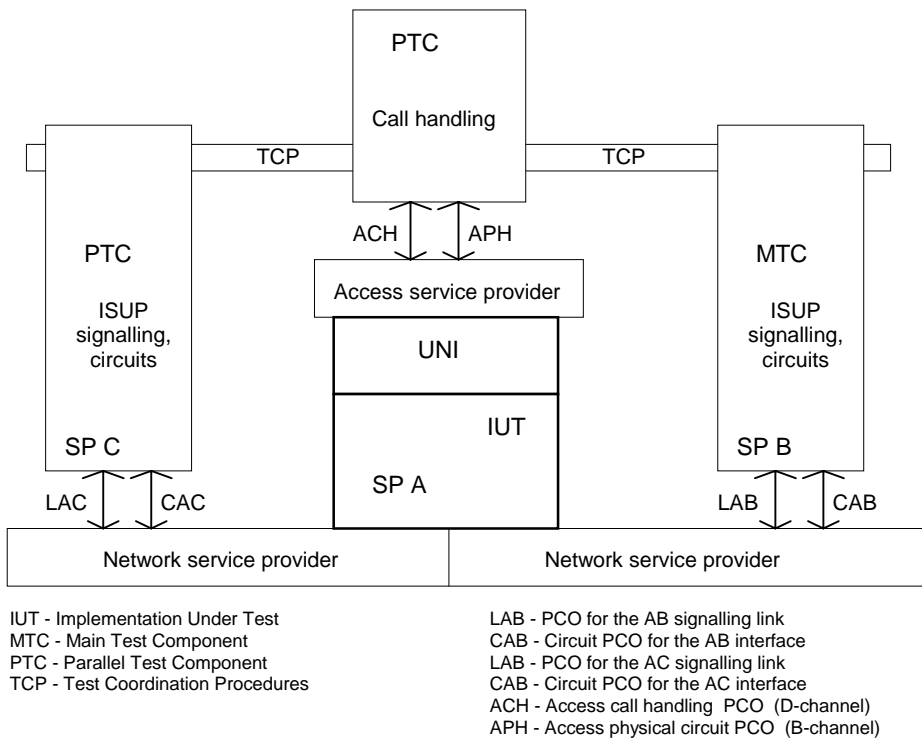 PTC
Call handling
TCP
TCP
ACH
APH
PTC
MTC
Access service provider
ISUP
signalling,
circuits
ISUP
signalling,
circuits
UNI
IUT
SP C
SP B
SP A
LAC
CAC
LAB
CAB
Network service provider
Network service provider
IUT - Implementation Under Test
MTC - Main Test Component
PTC - Parallel Test Component
TCP - Test Coordination Procedures
LAB - PCO for the AB signalling link
CAB - Circuit PCO for the AB interface
LAB - PCO for the AC signalling link
CAB - Circuit PCO for the AC interface
ACH - Access call handling PCO (D-channel)
APH - Access physical circuit PCO (B-channel)